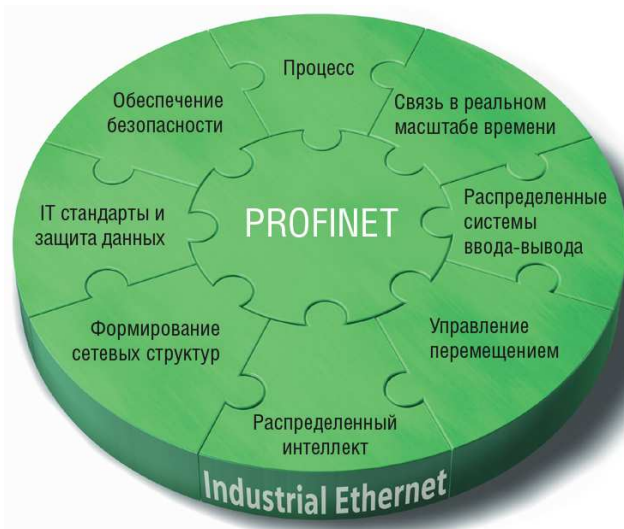 Процесс
Связь в реальном
масштабе времени
Распределенные
системы
ввода-вывода
Управление
перемещением
Распределенный
интеллект
Формирование
сетевых структур
IT стандарты и
защита данных
Обеспечение
безопасности
PROFINET
Industrial Ethernet